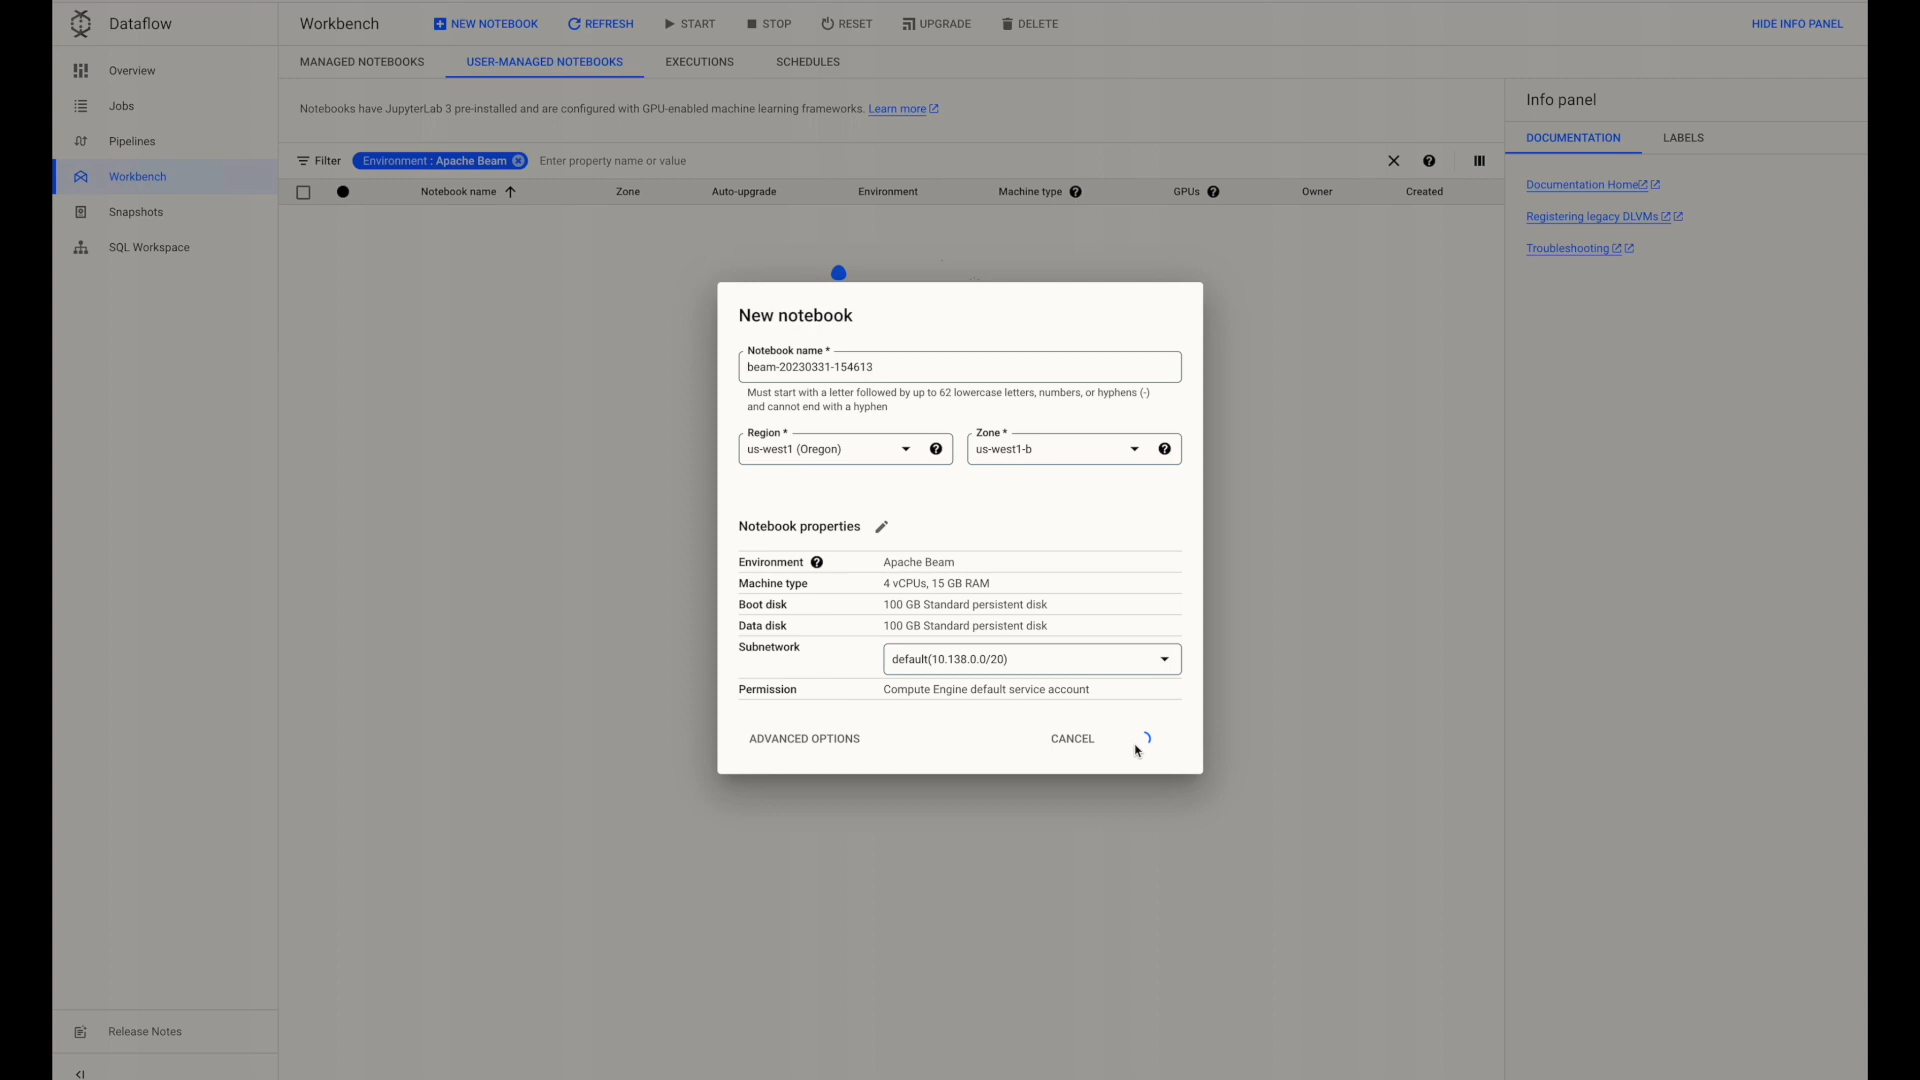 Dataflow
Workbench
NEW NOTEBOOK
REFRESH
START
STOP
RESET
UPGRADE
DELETE
HIDE INFO PANEL
Overview
Jobs
Pipelines
Workbench
Snapshots
SQL Workspace
MANAGED NOTEBOOKS
USER-MANAGED NOTEBOOKS
EXECUTIONS
SCHEDULES
Notebooks have JupyterLab 3 pre-installed and are configured with GPU-enabled machine learning frameworks. Learn more
Filter
Environment : Apache Beam
Enter property name or value
Notebook name
Zone
Auto-upgrade
Environment
Machine type
GPUs
Owner
Created
Info panel
DOCUMENTATION
LABELS
Documentation Home
Registering legacy DLVMs
Troubleshooting
New notebook
Notebook name *
beam-20230331-154613
Must start with a letter followed by up to 62 lowercase letters, numbers, or hyphens (-)
and cannot end with a hyphen
Region *
us-west1 (Oregon)
Zone *
us-west1-b
Notebook properties
Environment
Apache Beam
Machine type
4 vCPUs, 15 GB RAM
Boot disk
100 GB Standard persistent disk
Data disk
100 GB Standard persistent disk
Subnetwork
default(10.138.0.0/20)
Permission
Compute Engine default service account
ADVANCED OPTIONS
CANCEL
Release Notes